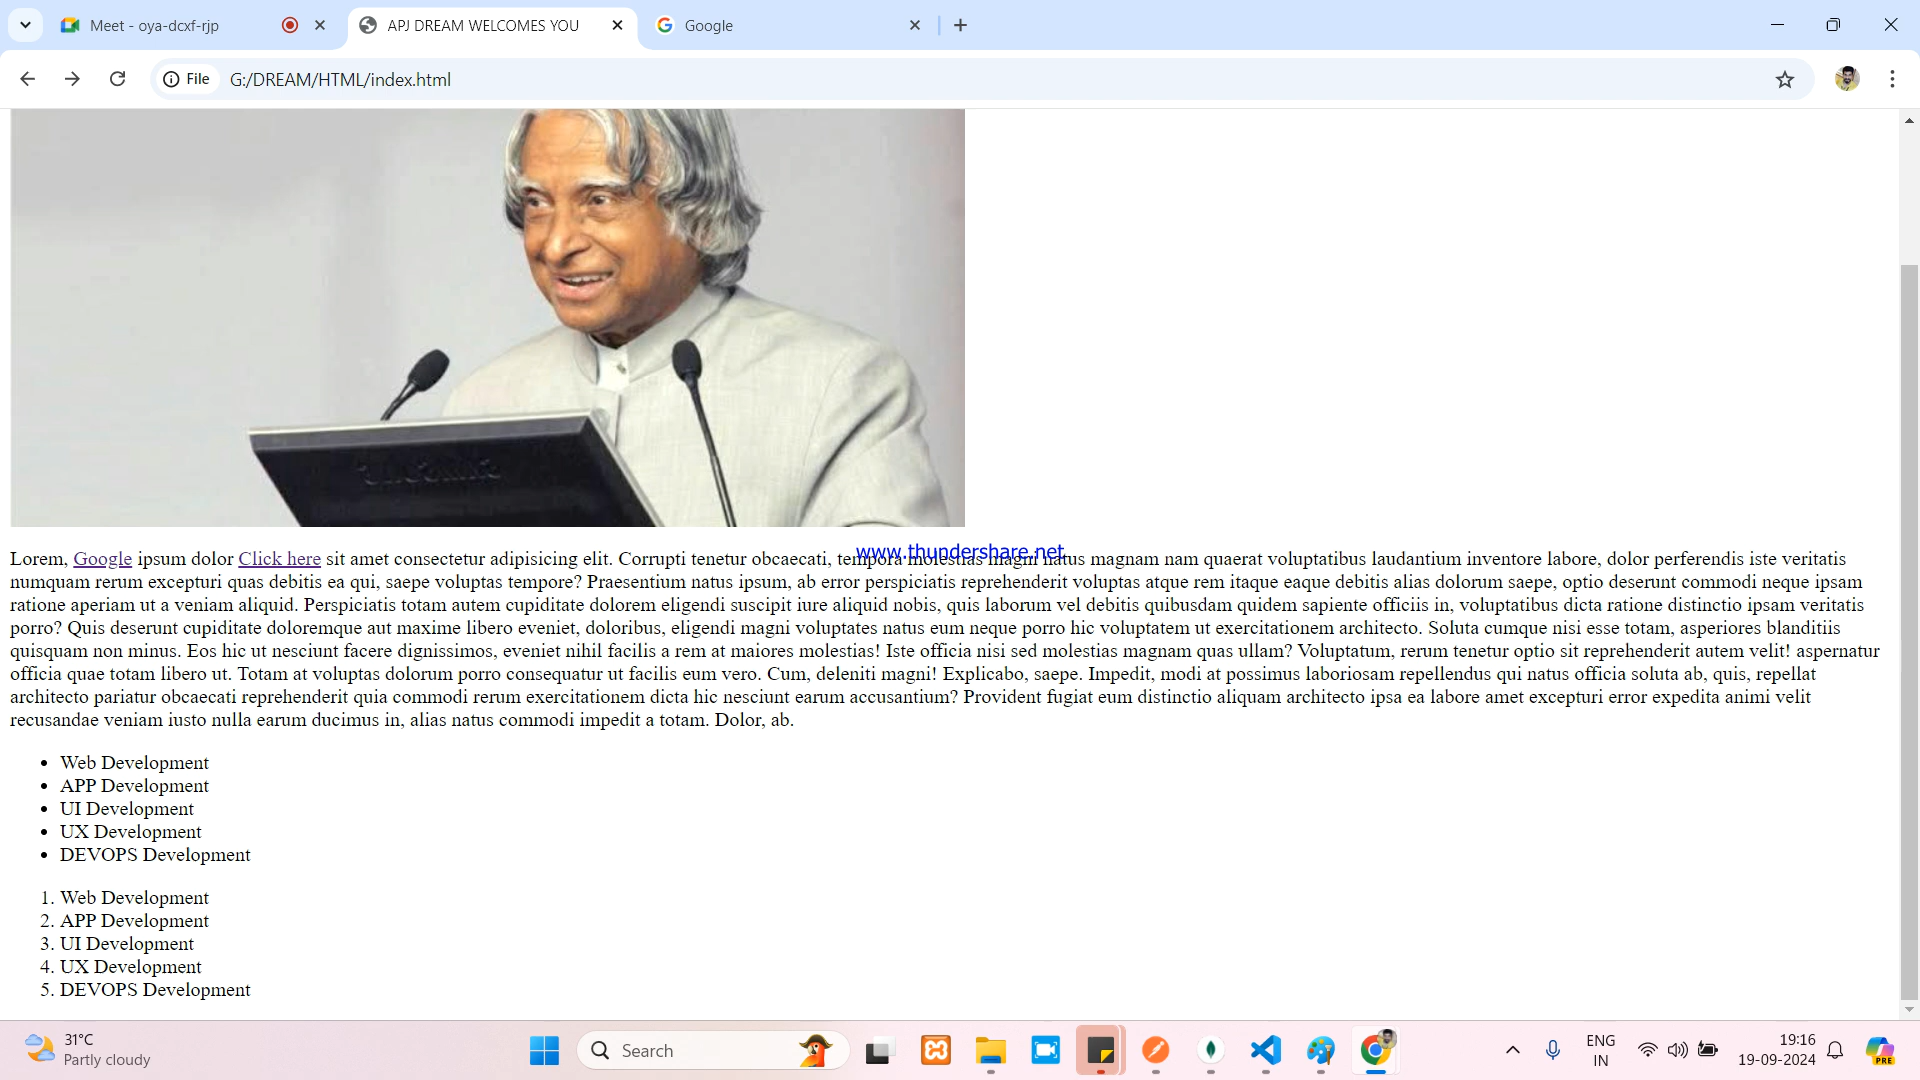 Meet - oya-dcxf-rjp
APJ DREAM WELCOMES YOU
Google
File
G:/DREAM/HTML/index.html
Lorem, Google ipsum dolor Click here sit amet consectetur adipisicing elit. Corrupti tenetur obcaecati, tempora molestias magni natus magnam nam quaerat voluptatibus laudantium inventore labore, dolor perferendis iste veritatis
www.thundershare.net
numquam rerum excepturi quas debitis ea qui, saepe voluptas tempore? Praesentium natus ipsum, ab error perspiciatis reprehenderit voluptas atque rem itaque eaque debitis alias dolorum saepe, optio deserunt commodi neque ipsam
ratione aperiam ut a veniam aliquid. Perspiciatis totam autem cupiditate dolorem eligendi suscipit iure aliquid nobis, quis laborum vel debitis quibusdam quidem sapiente officiis in, voluptatibus dicta ratione distinctio ipsam veritatis
porro? Quis deserunt cupiditate doloremque aut maxime libero eveniet, doloribus, eligendi magni voluptates natus eum neque porro hic voluptatem ut exercitationem architecto. Soluta cumque nisi esse totam, asperiores blanditiis
quisquam non minus. Eos hic ut nesciunt facere dignissimos, eveniet nihil facilis a rem at maiores molestias! Iste officia nisi sed molestias magnam quas ullam? Voluptatum, rerum tenetur optio sit reprehenderit autem velit! aspernatur
officia quae totam libero ut. Totam at voluptas dolorum porro consequatur ut facilis eum vero. Cum, deleniti magni! Explicabo, saepe. Impedit, modi at possimus laboriosam repellendus qui natus officia soluta ab, quis, repellat
architecto pariatur obcaecati reprehenderit quia commodi rerum exercitationem dicta hic nesciunt earum accusantium? Provident fugiat eum distinctio aliquam architecto ipsa ea labore amet excepturi error expedita animi velit
recusandae veniam iusto nulla earum ducimus in, alias natus commodi impedit a totam. Dolor, ab.
• Web Development
• APP Development
• UI Development
• UX Development
• DEVOPS Development
1. Web Development
2. APP Development
3. UI Development
4. UX Development
5. DEVOPS Development
31°C
Partly cloudy
Search
ENG
IN
19:16
19-09-2024
PRE